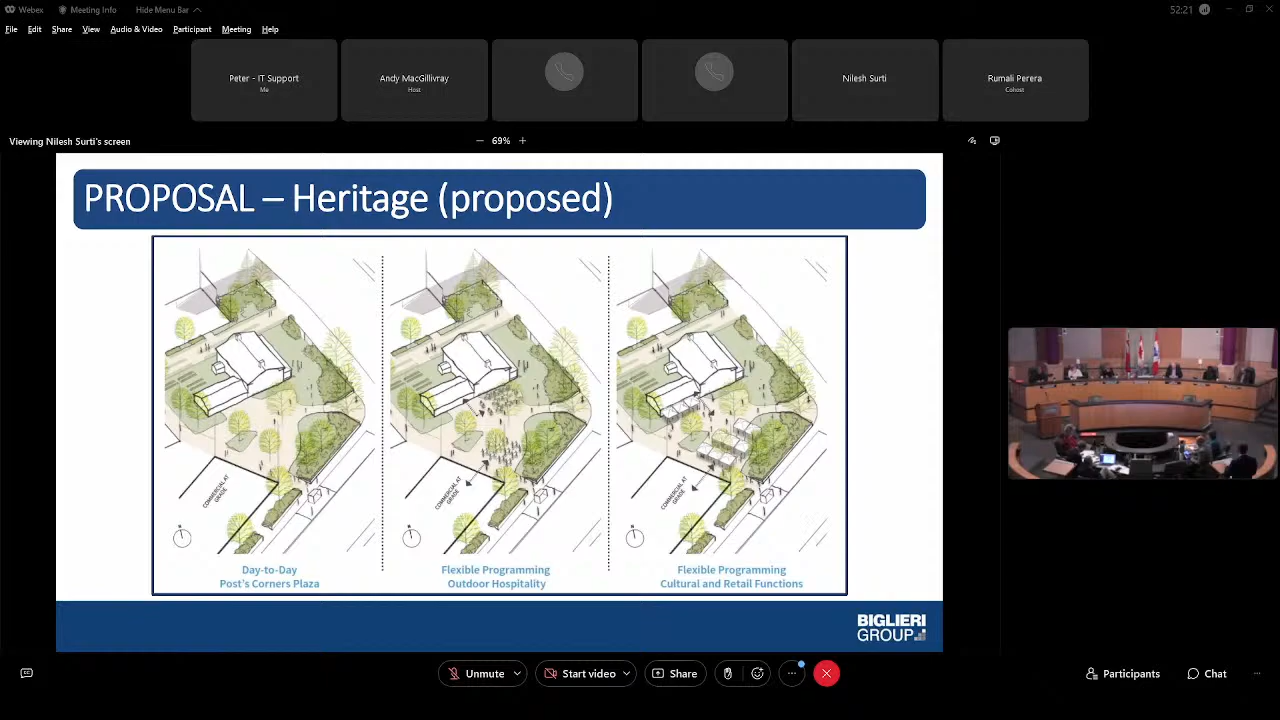 Webex
Meeting Info
Hide Menu Bar
52:21
File
Edit
Share
View
Audio & Video
Participant
Meeting
Help
Peter - IT Support
Me
Andy MacGillivray
Host
Nilesh Surti
Rumali Perera
Cohost
Viewing Nilesh Surti's screen
69%
PROPOSAL – Heritage (proposed)
COMMERCIAL AT
GRADE
N
Day-to-Day
Post's Corners Plaza
COMMERCIAL AT
GRADE
N
Flexible Programming
Outdoor Hospitality
COMMERCIAL AT
GRADE
N
Flexible Programming
Cultural and Retail Functions
BIGLIERI
GROUP
Unmute
Start video
Share
Participants
Chat